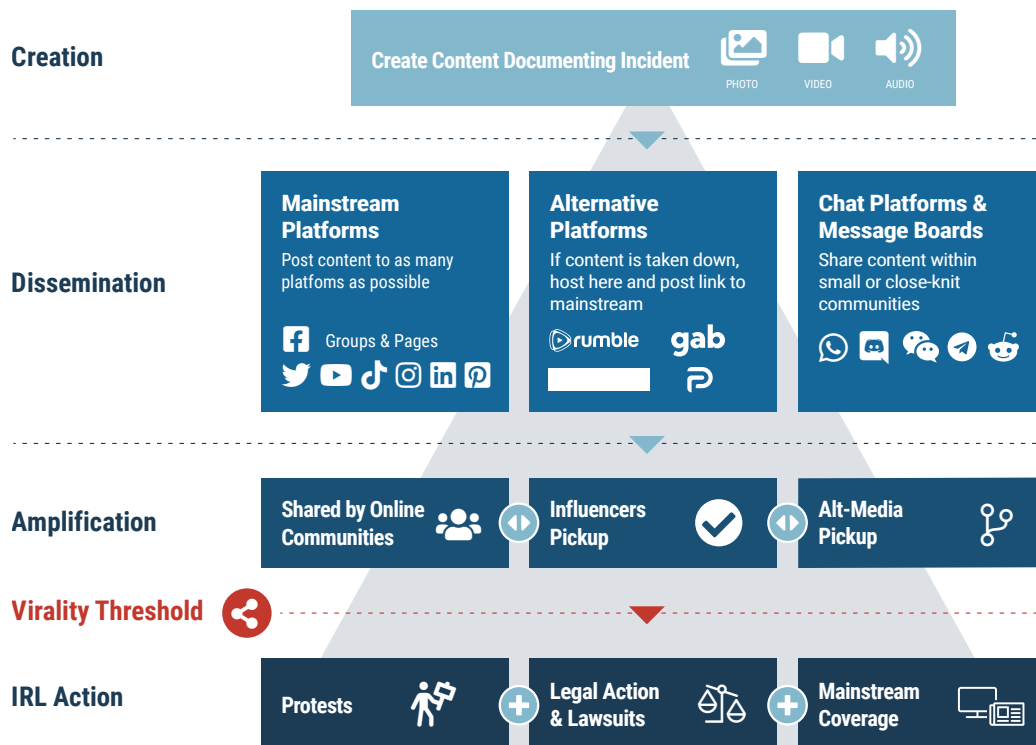 Creation
Create Content Documenting Incident
PHOTO
VIDEO
AUDIO
Dissemination
Mainstream
Platforms
Post content to as many
platfoms as possible
Groups & Pages
Alternative
Platforms
If content is taken down,
host here and post link to
mainstream
rumble
gab
Chat Platforms &
Message Boards
Share content within
small or close-knit
communities
Amplification
Shared by Online
Communities
Influencers
Pickup
Alt-Media
Pickup
Virality Threshold
IRL Action
Protests
Legal Action
& Lawsuits
Mainstream
Coverage